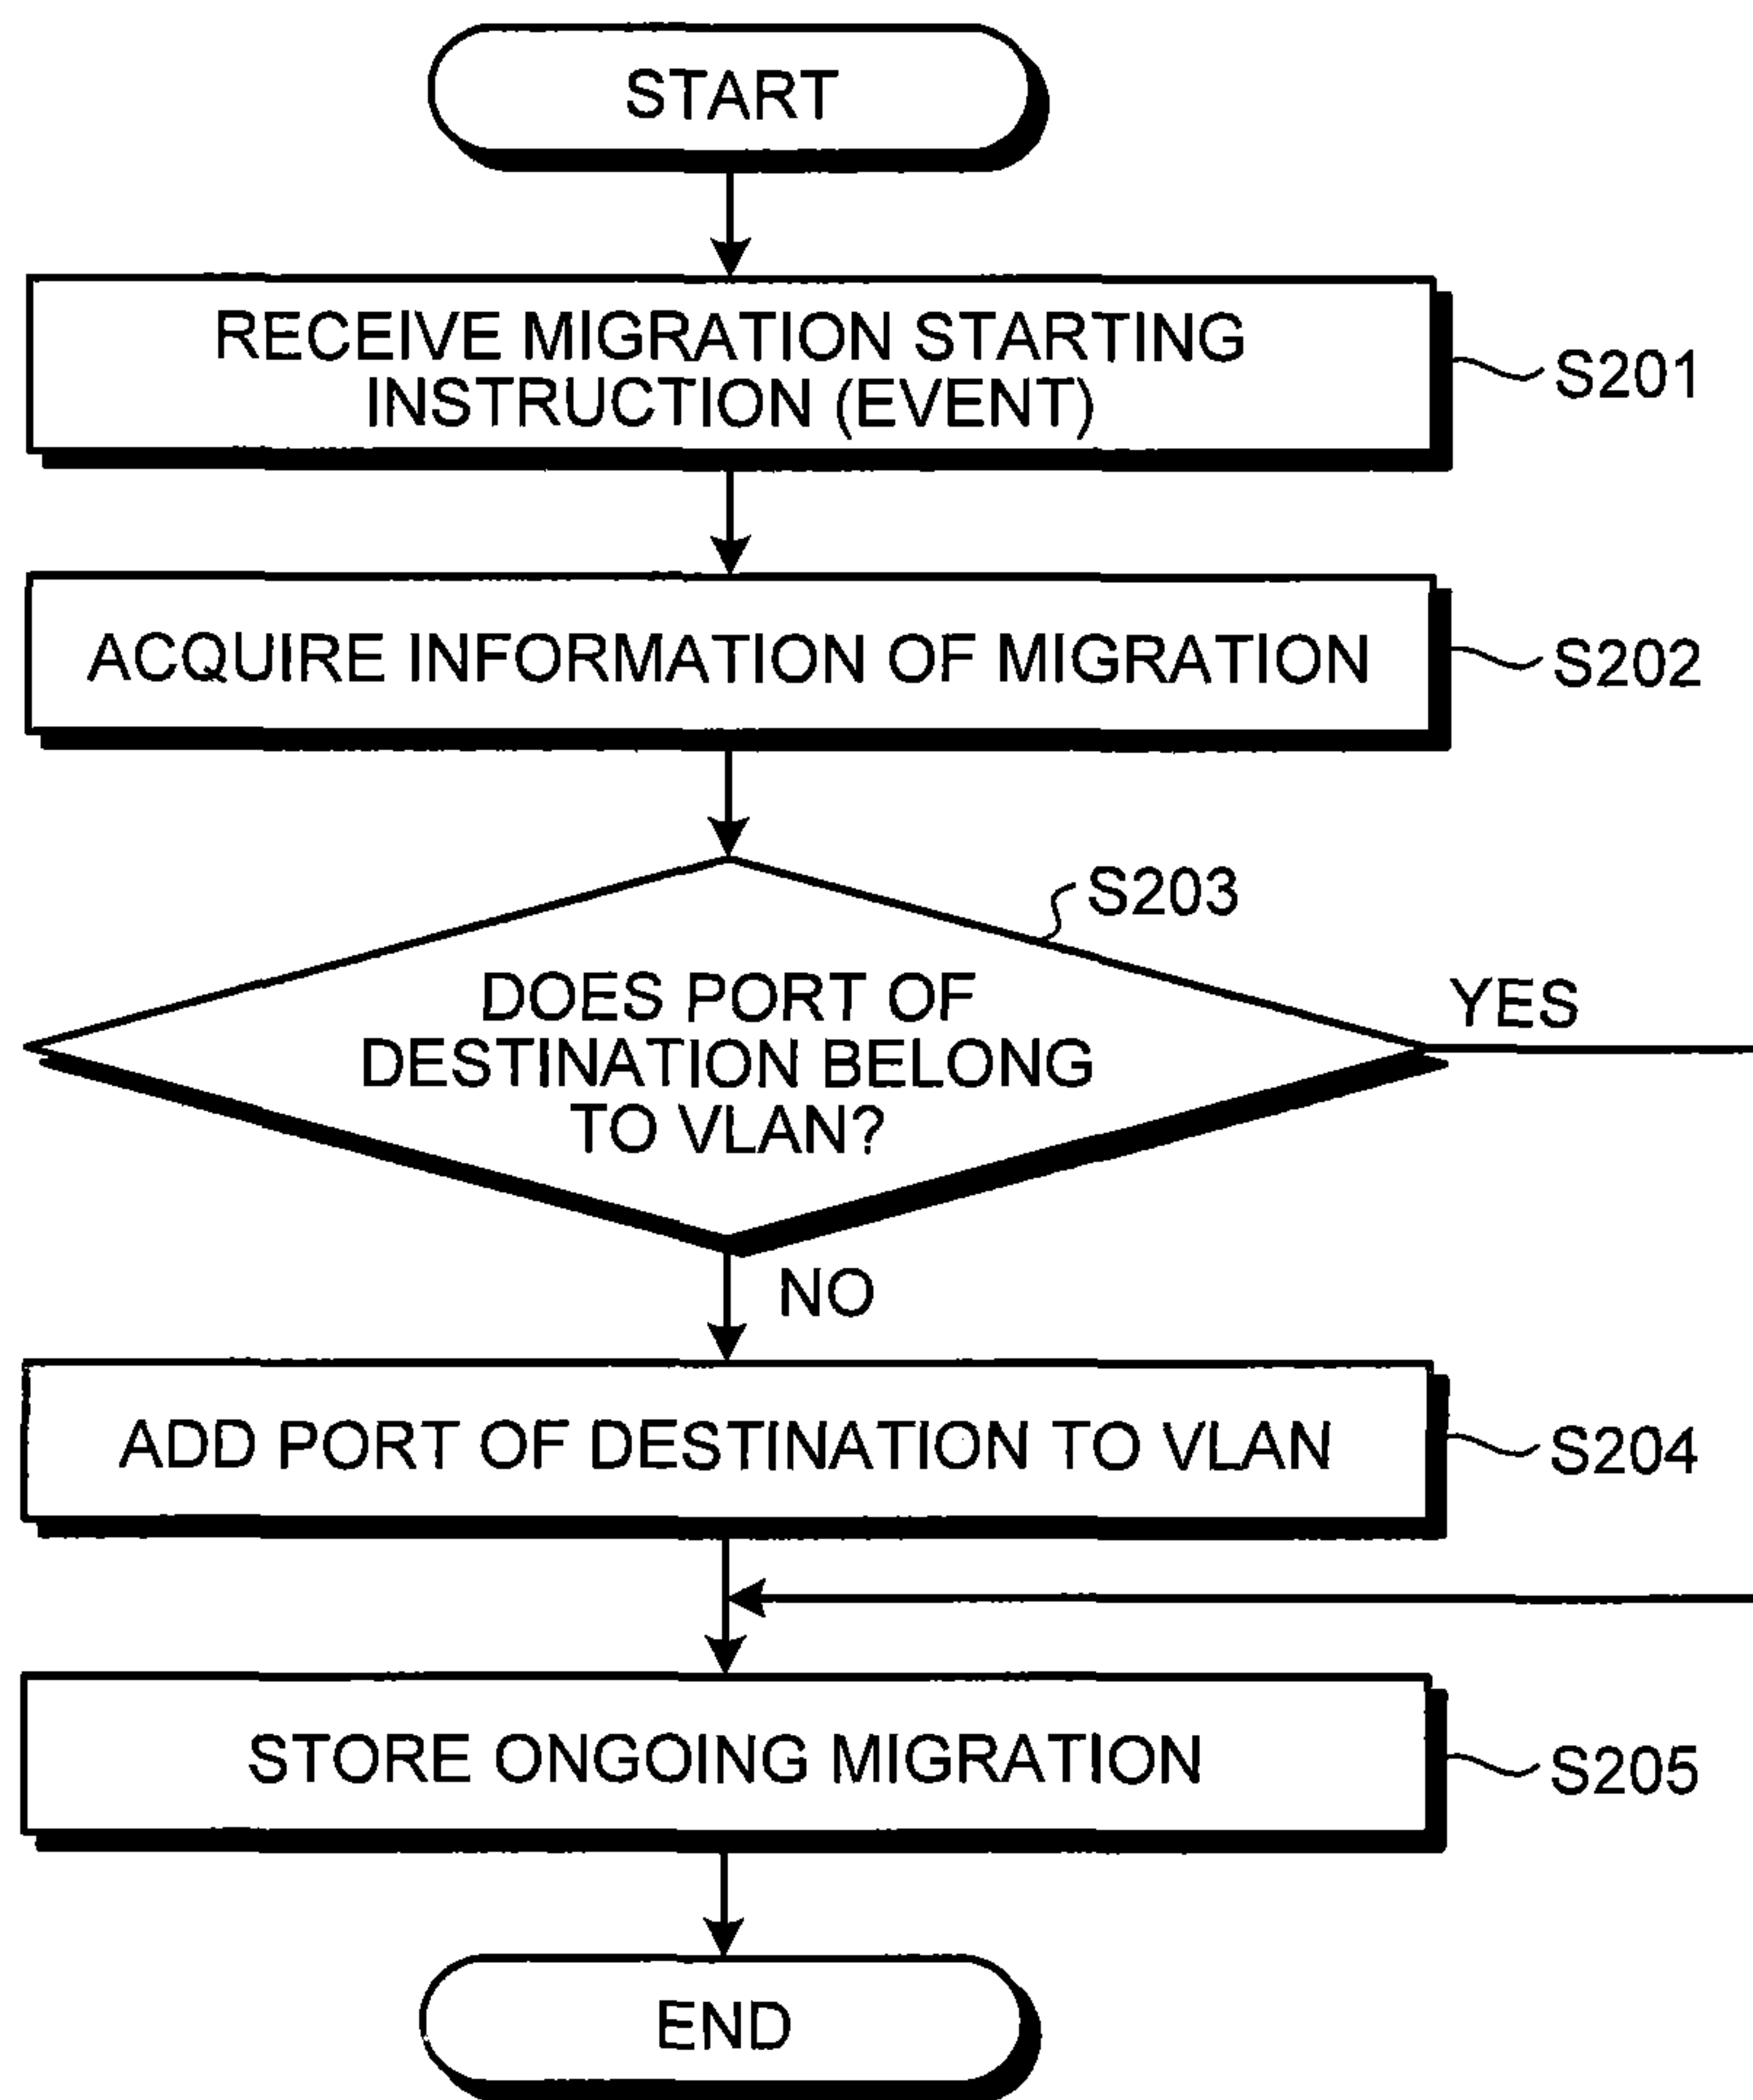 START
RECEIVE MIGRATION STARTING
INSTRUCTION (EVENT)
S201
ACQUIRE INFORMATION OF MIGRATION
S202
S203
DOES PORT OF
DESTINATION BELONG
TO VLAN?
YES
NO
ADD PORT OF DESTINATION TO VLAN
S204
STORE ONGOING MIGRATION
S205
END